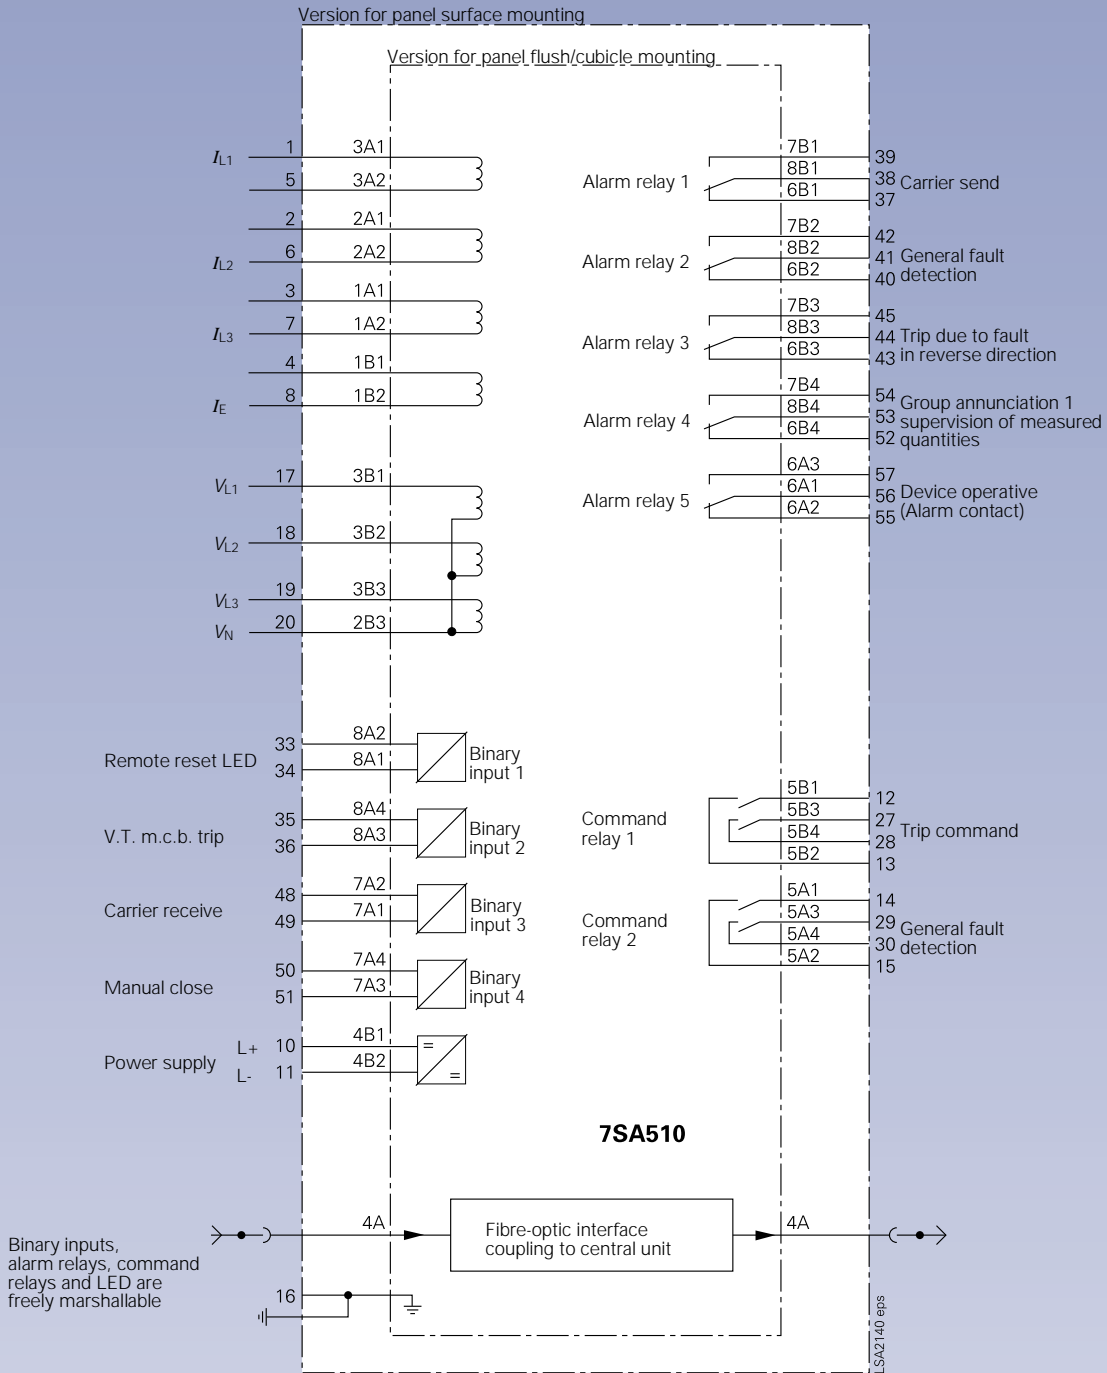 Version for panel surface mounting
Version for panel flush/cubicle mounting
IL1
1 3A1
5 3A2
2 2A1
IL2
6 2A2
3 1A1
IL3
7 1A2
4 1B1
IE
8 1B2
VL1
17 3B1
VL2
18 3B2
VL3
19 3B3
VN
20 2B3
Alarm relay 1
7B1 39
8B1 38 Carrier send
6B1 37
Alarm relay 2
7B2 42
8B2 41 General fault
6B2 40 detection
Alarm relay 3
7B3 45
8B3 44 Trip due to fault
6B3 43 in reverse direction
Alarm relay 4
7B4 54 Group annunciation 1
8B4 53 supervision of measured
6B4 52 quantities
Alarm relay 5
6A3 57
6A1 56 Device operative
6A2 55 (Alarm contact)
Remote reset LED
33 8A2
34 8A1
Binary
input 1
V.T. m.c.b. trip
35 8A4
36 8A3
Binary
input 2
Carrier receive
48 7A2
49 7A1
Binary
input 3
Manual close
50 7A4
51 7A3
Binary
input 4
Power supply
L+ 10 4B1
L- 11 4B2
=
=
Command
relay 1
5B1 12
5B3 27
5B4 28
5B2 13
Trip command
Command
relay 2
5A1 14
5A3 29
5A4 30
5A2 15
General fault
detection
7SA510
4A
Fibre-optic interface
coupling to central unit
4A
Binary inputs,
alarm relays, command
relays and LED are
freely marshallable
16
LSA2140 eps